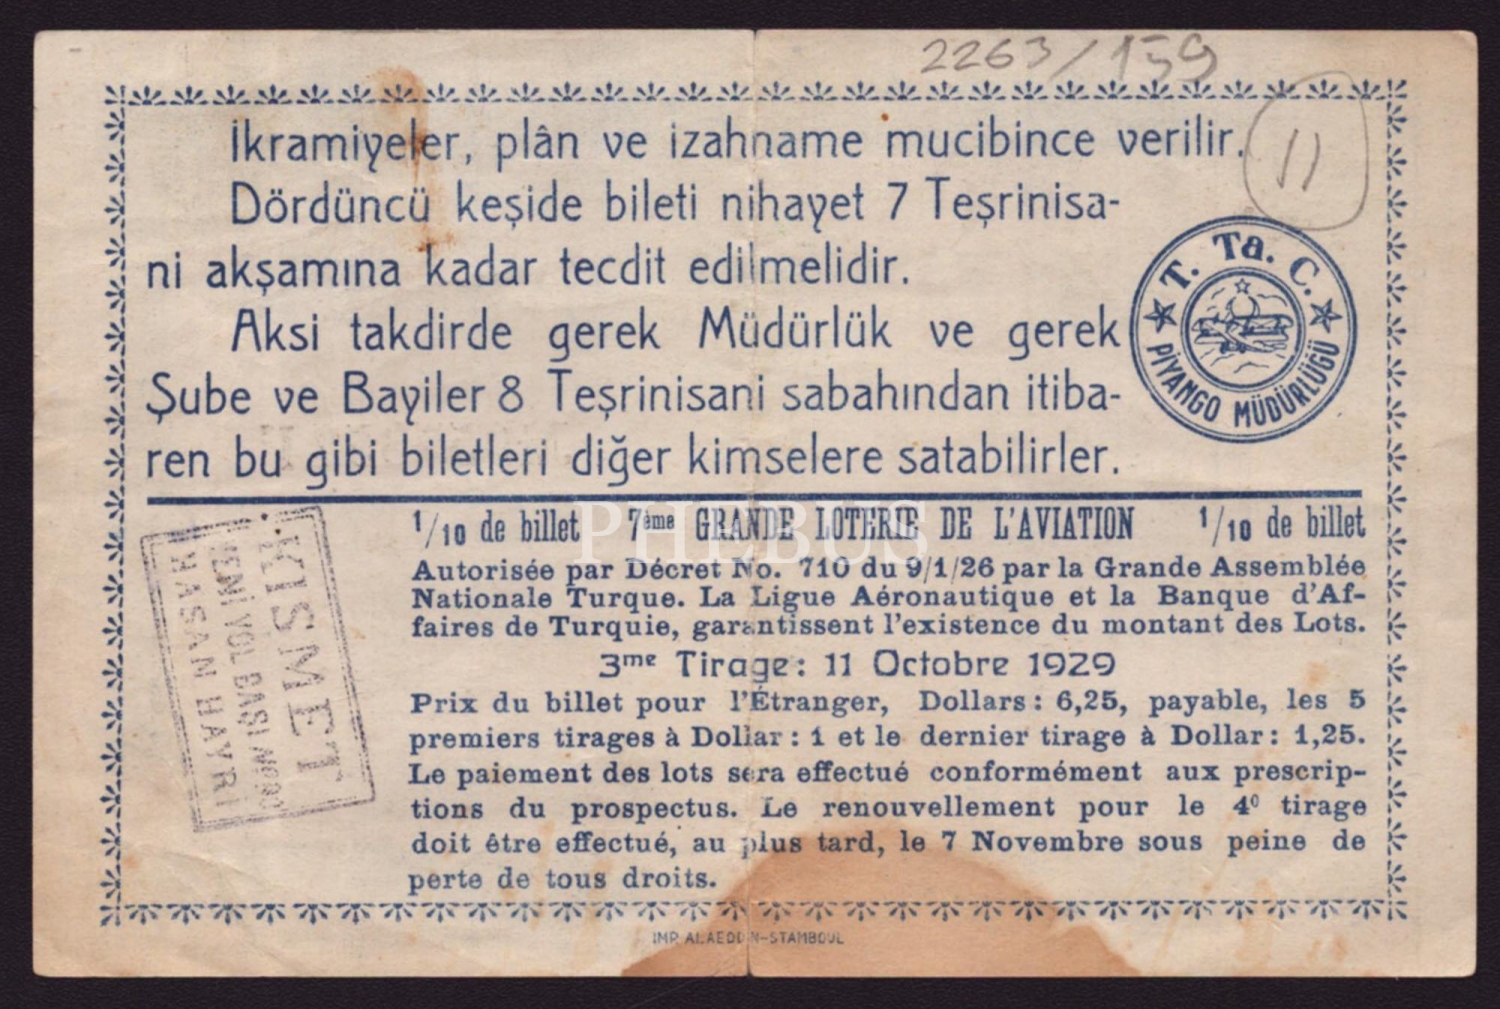 2263/159
11
İkramiyeler, plân ve izahname mucibince verilir.
Dördüncü keşide bileti nihayet 7 Teşrinisa-
ni akşamına kadar tecdit edilmelidir.
Aksi takdirde gerek Müdürlük ve gerek
Şube ve Bayiler 8 Teşrinisani sabahından itiba-
ren bu gibi biletleri diğer kimselere satabilirler.
T. Ta. C.
PİYANGO MÜDÜRLÜĞÜ
1/10 de billet 7ème GRANDE LOTERIE DE L'AVIATION 1/10 de billet
Autorisée par Décret No. 710 du 9/1/26 par la Grande Assemblée
Nationale Turque. La Ligue Aéronautique et la Banque d'Af-
faires de Turquie, garantissent l'existence du montant des Lots.
3me Tirage: 11 Octobre 1929
Prix du billet pour l'Étranger, Dollars: 6,25, payable, les 5
premiers tirages à Dollar: 1 et le dernier tirage à Dollar: 1,25.
Le paiement des lots sera effectué conformément aux prescrip-
tions du prospectus. Le renouvellement pour le 4e tirage
doit être effectué, au plus tard, le 7 Novembre sous peine de
perte de tous droits.
KISMET
YENİ YOL BAŞI NO
HASAN HAYRİ
IMP. ALAEDDIN-STAMBOUL
PHEBUS